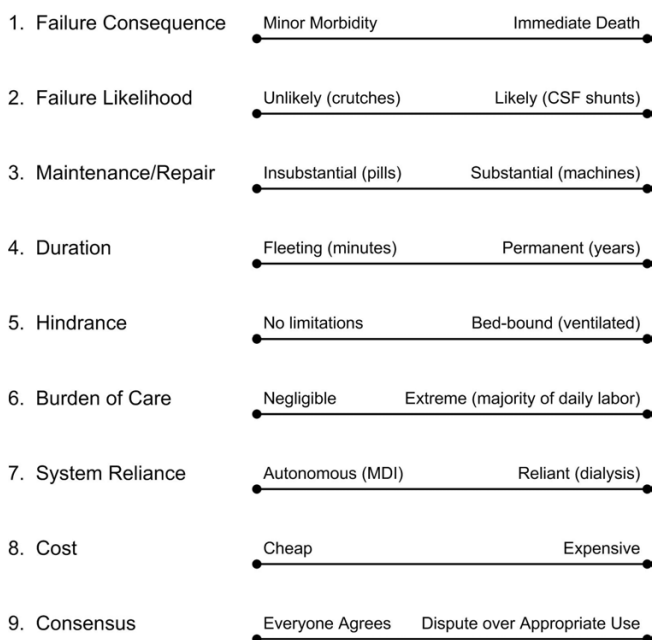 1. Failure Consequence Minor Morbidity Immediate Death
2. Failure Likelihood Unlikely (crutches) Likely (CSF shunts)
3. Maintenance/Repair Insubstantial (pills) Substantial (machines)
4. Duration Fleeting (minutes) Permanent (years)
5. Hindrance No limitations Bed-bound (ventilated)
6. Burden of Care Negligible Extreme (majority of daily labor)
7. System Reliance Autonomous (MDI) Reliant (dialysis)
8. Cost Cheap Expensive
9. Consensus Everyone Agrees Dispute over Appropriate Use